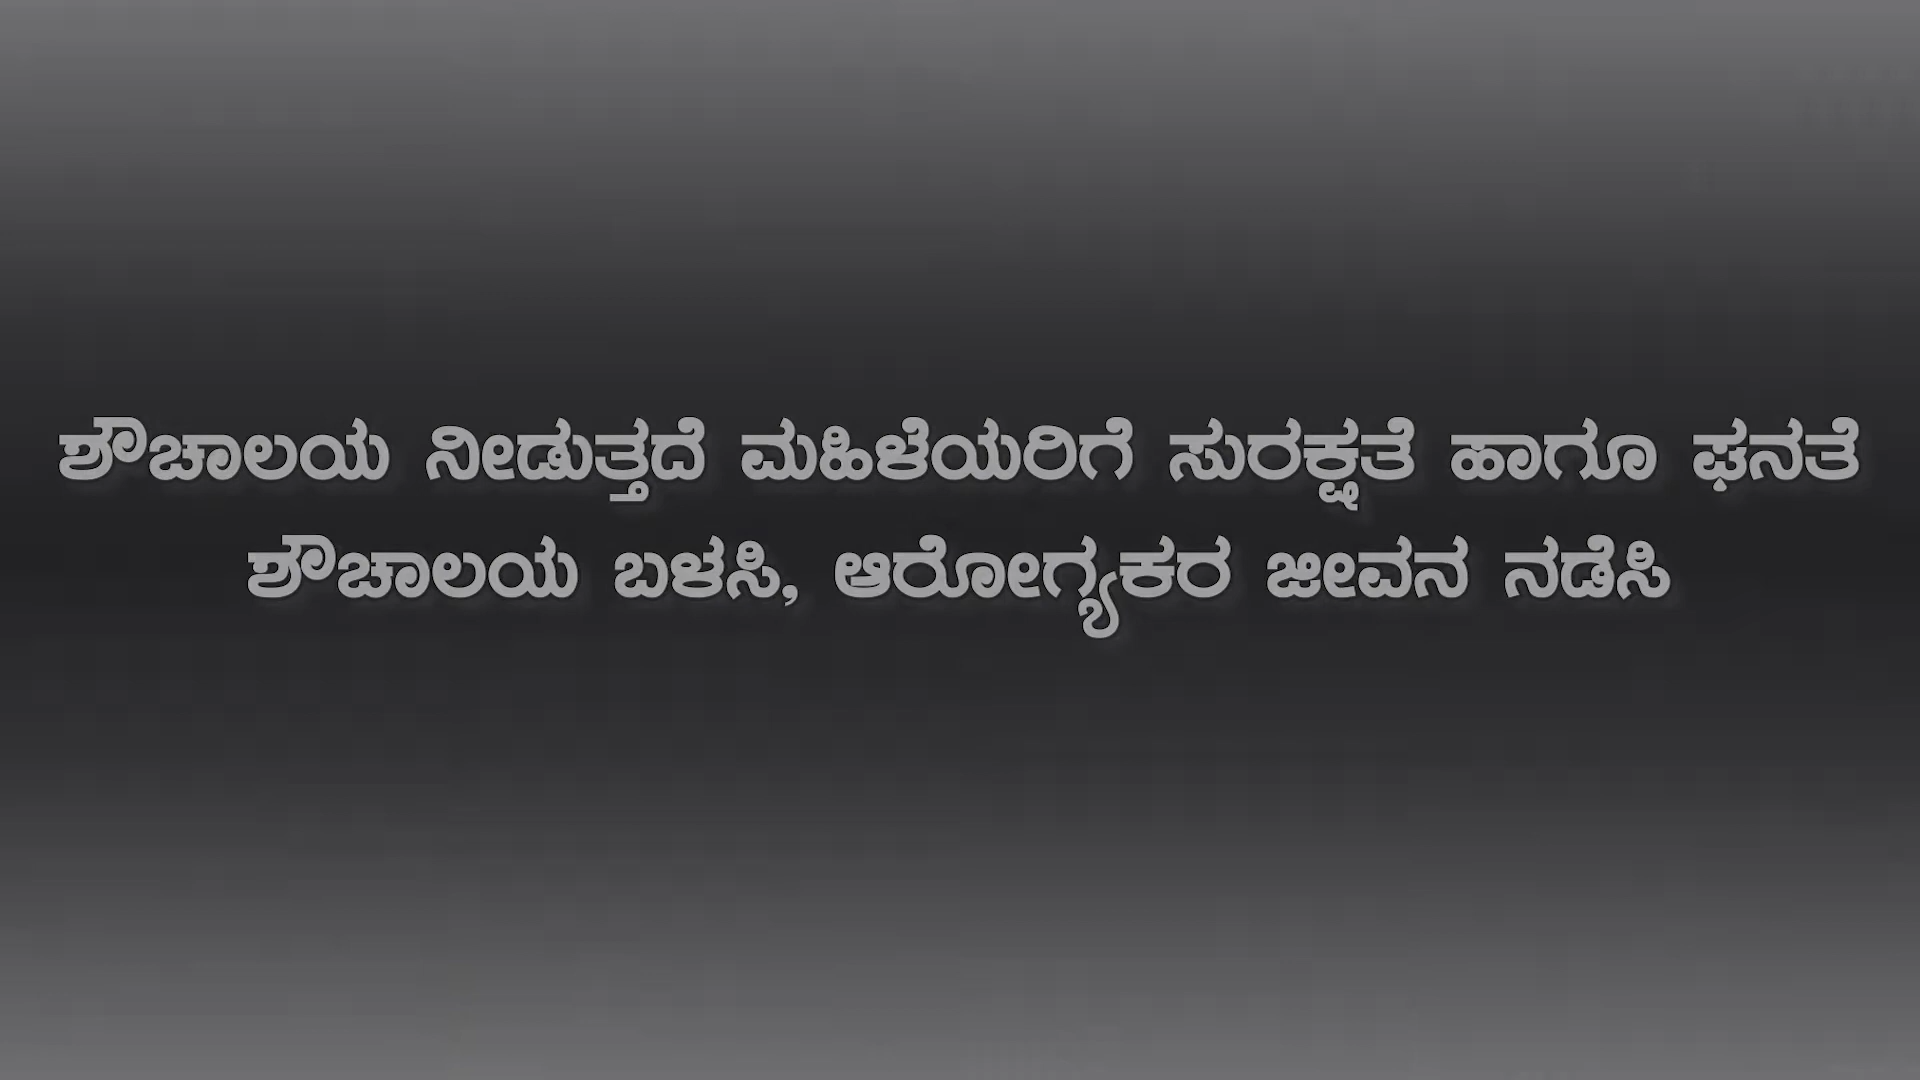 ಶೌಚಾಲಯ ನೀಡುತ್ತದೆ ಮಹಿಳೆಯರಿಗೆ ಸುರಕ್ಷತೆ ಹಾಗೂ ಘನತೆ
ಶೌಚಾಲಯ ಬಳಸಿ, ಆರೋಗ್ಯಕರ ಜೀವನ ನಡೆಸಿ